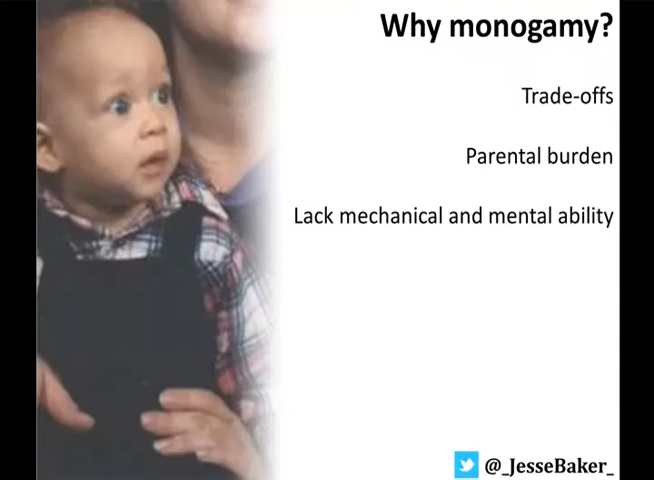 Why monogamy?
Trade-offs
Parental burden
Lack mechanical and mental ability
@_JesseBaker_